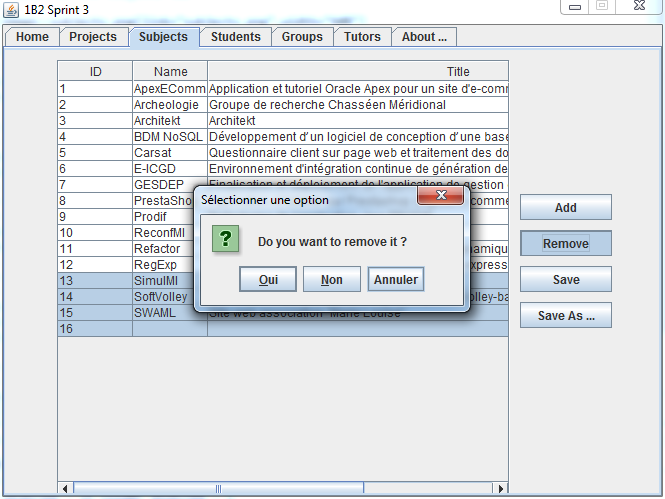 1B2 Sprint 3
Home Projects Subjects Students Groups Tutors About ...
ID Name Title
1 ApexEComm Application et tutoriel Oracle Apex pour un site d'e-comm
2 Archeologie Groupe de recherche Chasséen Méridional
3 Architekt Architekt
4 BDM NoSQL Développement d'un logiciel de conception d'une base
5 Carsat Questionnaire client sur page web et traitement des do
6 E-ICGD Environnement d'intégration continue de génération de
7 GESDEP Finalisation et déploiement de l'application de gestion
8 PrestaSho comme
9 Prodif
10 ReconfMI
11 Refactor namiqu
12 RegExp xpress
13 SimulMI
14 SoftVolley olley-ba
15 SWAML Site web association "Marie Louise"
16
Sélectionner une option
Do you want to remove it ?
Oui Non Annuler
Add
Remove
Save
Save As ...